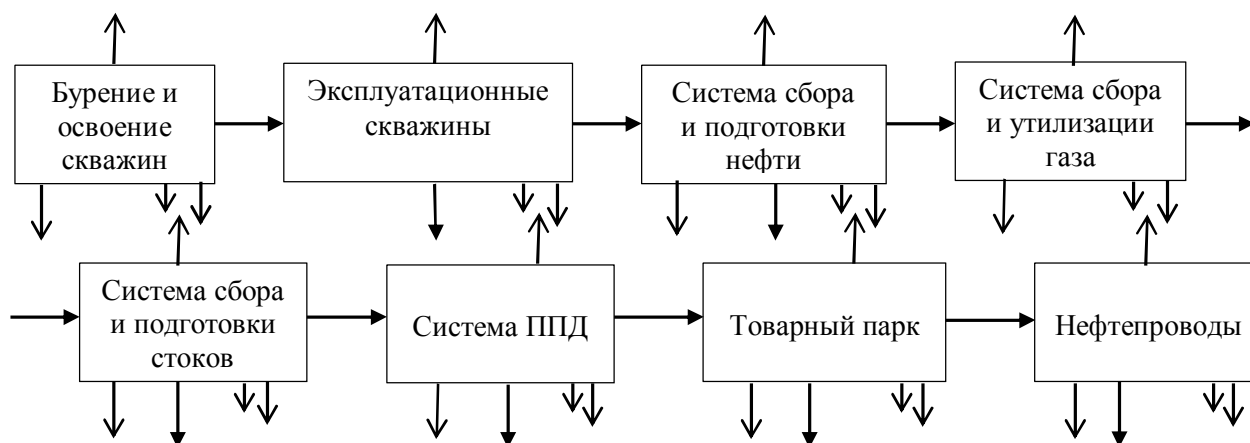 Бурение и
освоение
скважин
Эксплуатационные
скважины
Система сбора
и подготовки
нефти
Система сбора
и утилизации
газа
Система сбора
и подготовки
стоков
Система ППД
Товарный парк
Нефтепроводы